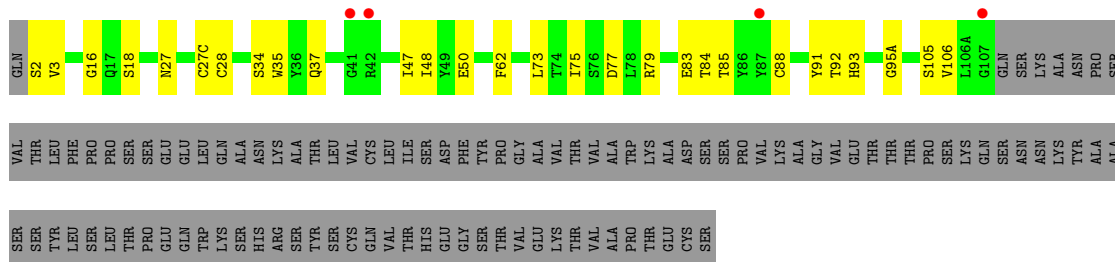 GLN S2 V3 G16 Q17 S18 N27 C27C C28 S34 W35 Y36 Q37 G41 R42 I47 I48 Y49 E50 F62 L73 T74 I75 S76 D77 L78 R79 E83 T84 T85 Y86 Y87 C88 Y91 T92 H93 G95A S105 V106 L106A G107 GLN SER LYS ALA ASN PRO SER
VAL THR LEU PHE PRO PRO SER SER GLU GLU LEU GLN ALA ASN LYS ALA THR LEU VAL CYS LEU ILE SER ASP PHE TYR PRO GLY ALA VAL THR VAL ALA TRP LYS ALA ASP SER SER PRO VAL LYS ALA GLY VAL GLU THR THR THR PRO SER LYS GLN SER ASN ASN LYS TYR ALA ALA
SER SER TYR LEU SER LEU THR PRO GLU GLN TRP LYS SER HIS ARG SER TYR SER CYS GLN VAL THR HIS GLU GLY SER THR VAL GLU LYS THR VAL ALA PRO THR GLU CYS SER